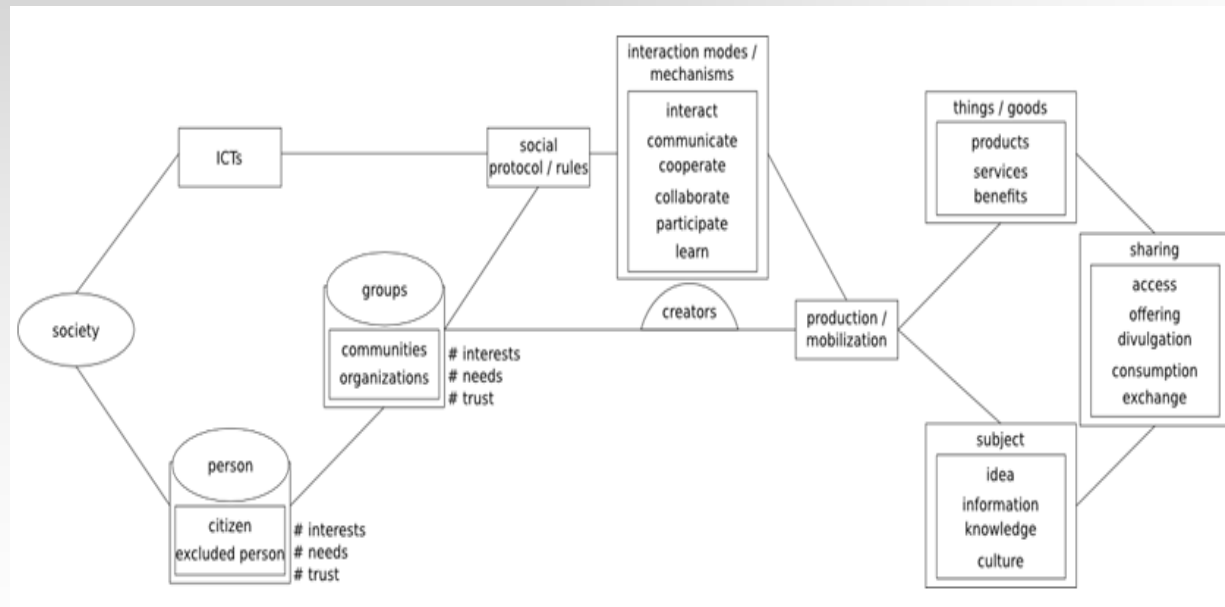 society
ICTs
person
citizen
excluded person
# interests
# needs
# trust
groups
communities
organizations
# interests
# needs
# trust
social
protocol / rules
interaction modes /
mechanisms
interact
communicate
cooperate
collaborate
participate
learn
creators
production /
mobilization
things / goods
products
services
benefits
subject
idea
information
knowledge
culture
sharing
access
offering
divulgation
consumption
exchange